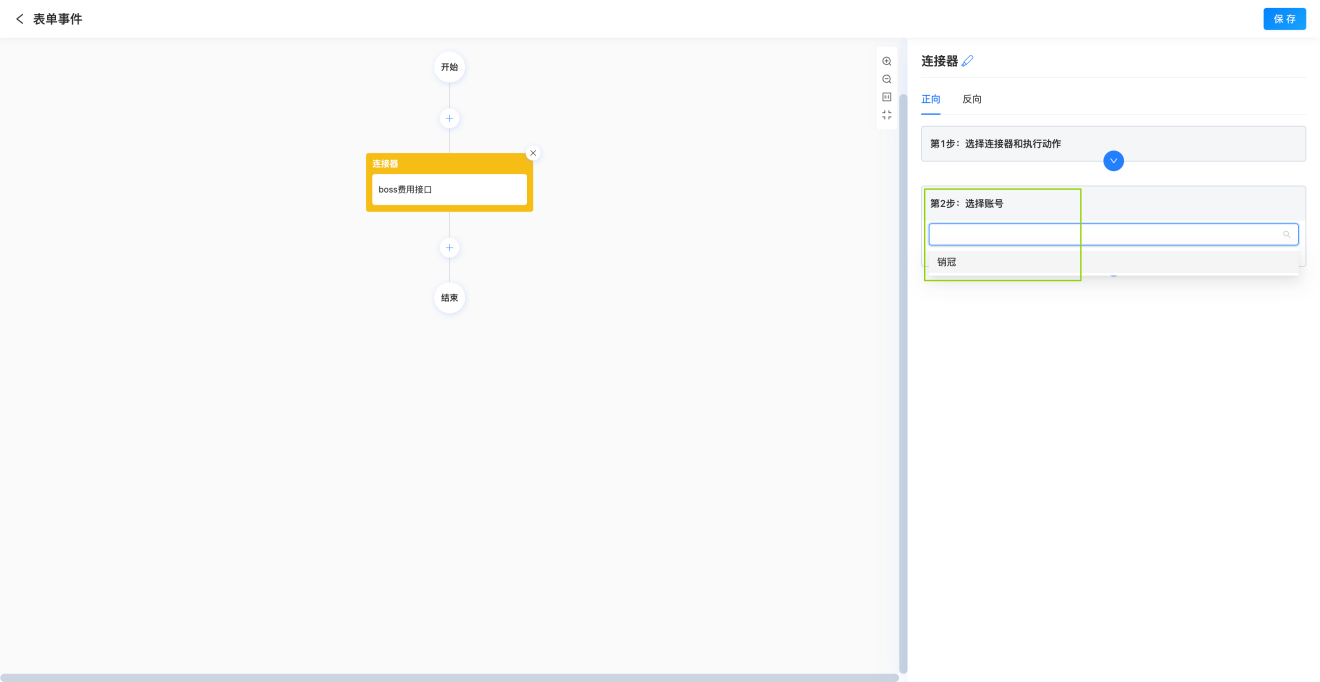 表单事件
保 存
开始
连接器
boss费用接口
结束
连接器
正向
反向
第1步：选择连接器和执行动作
第2步：选择账号
销冠